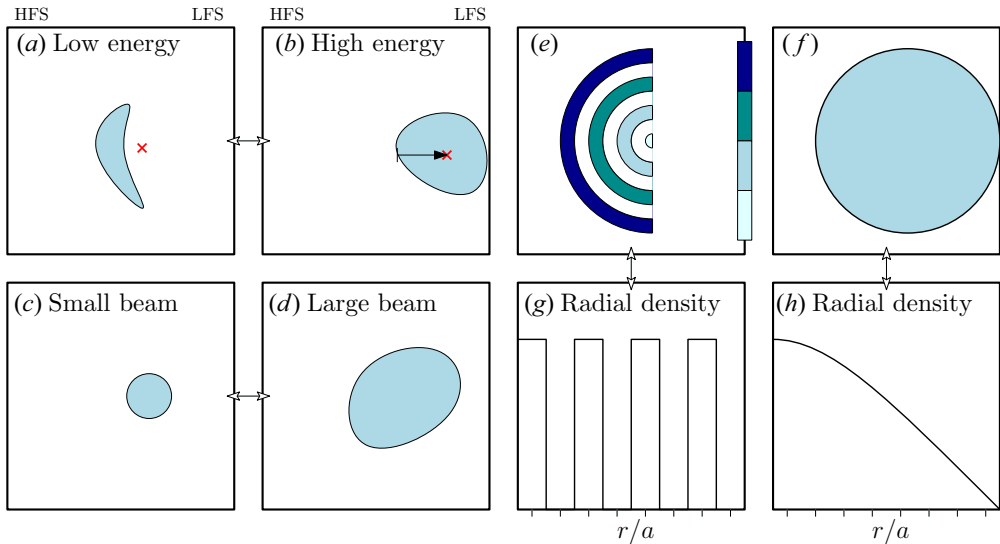 HFS LFS HFS LFS
(a) Low energy
(b) High energy
(e)
(f)
(c) Small beam
(d) Large beam
(g) Radial density
(h) Radial density
r/a
r/a